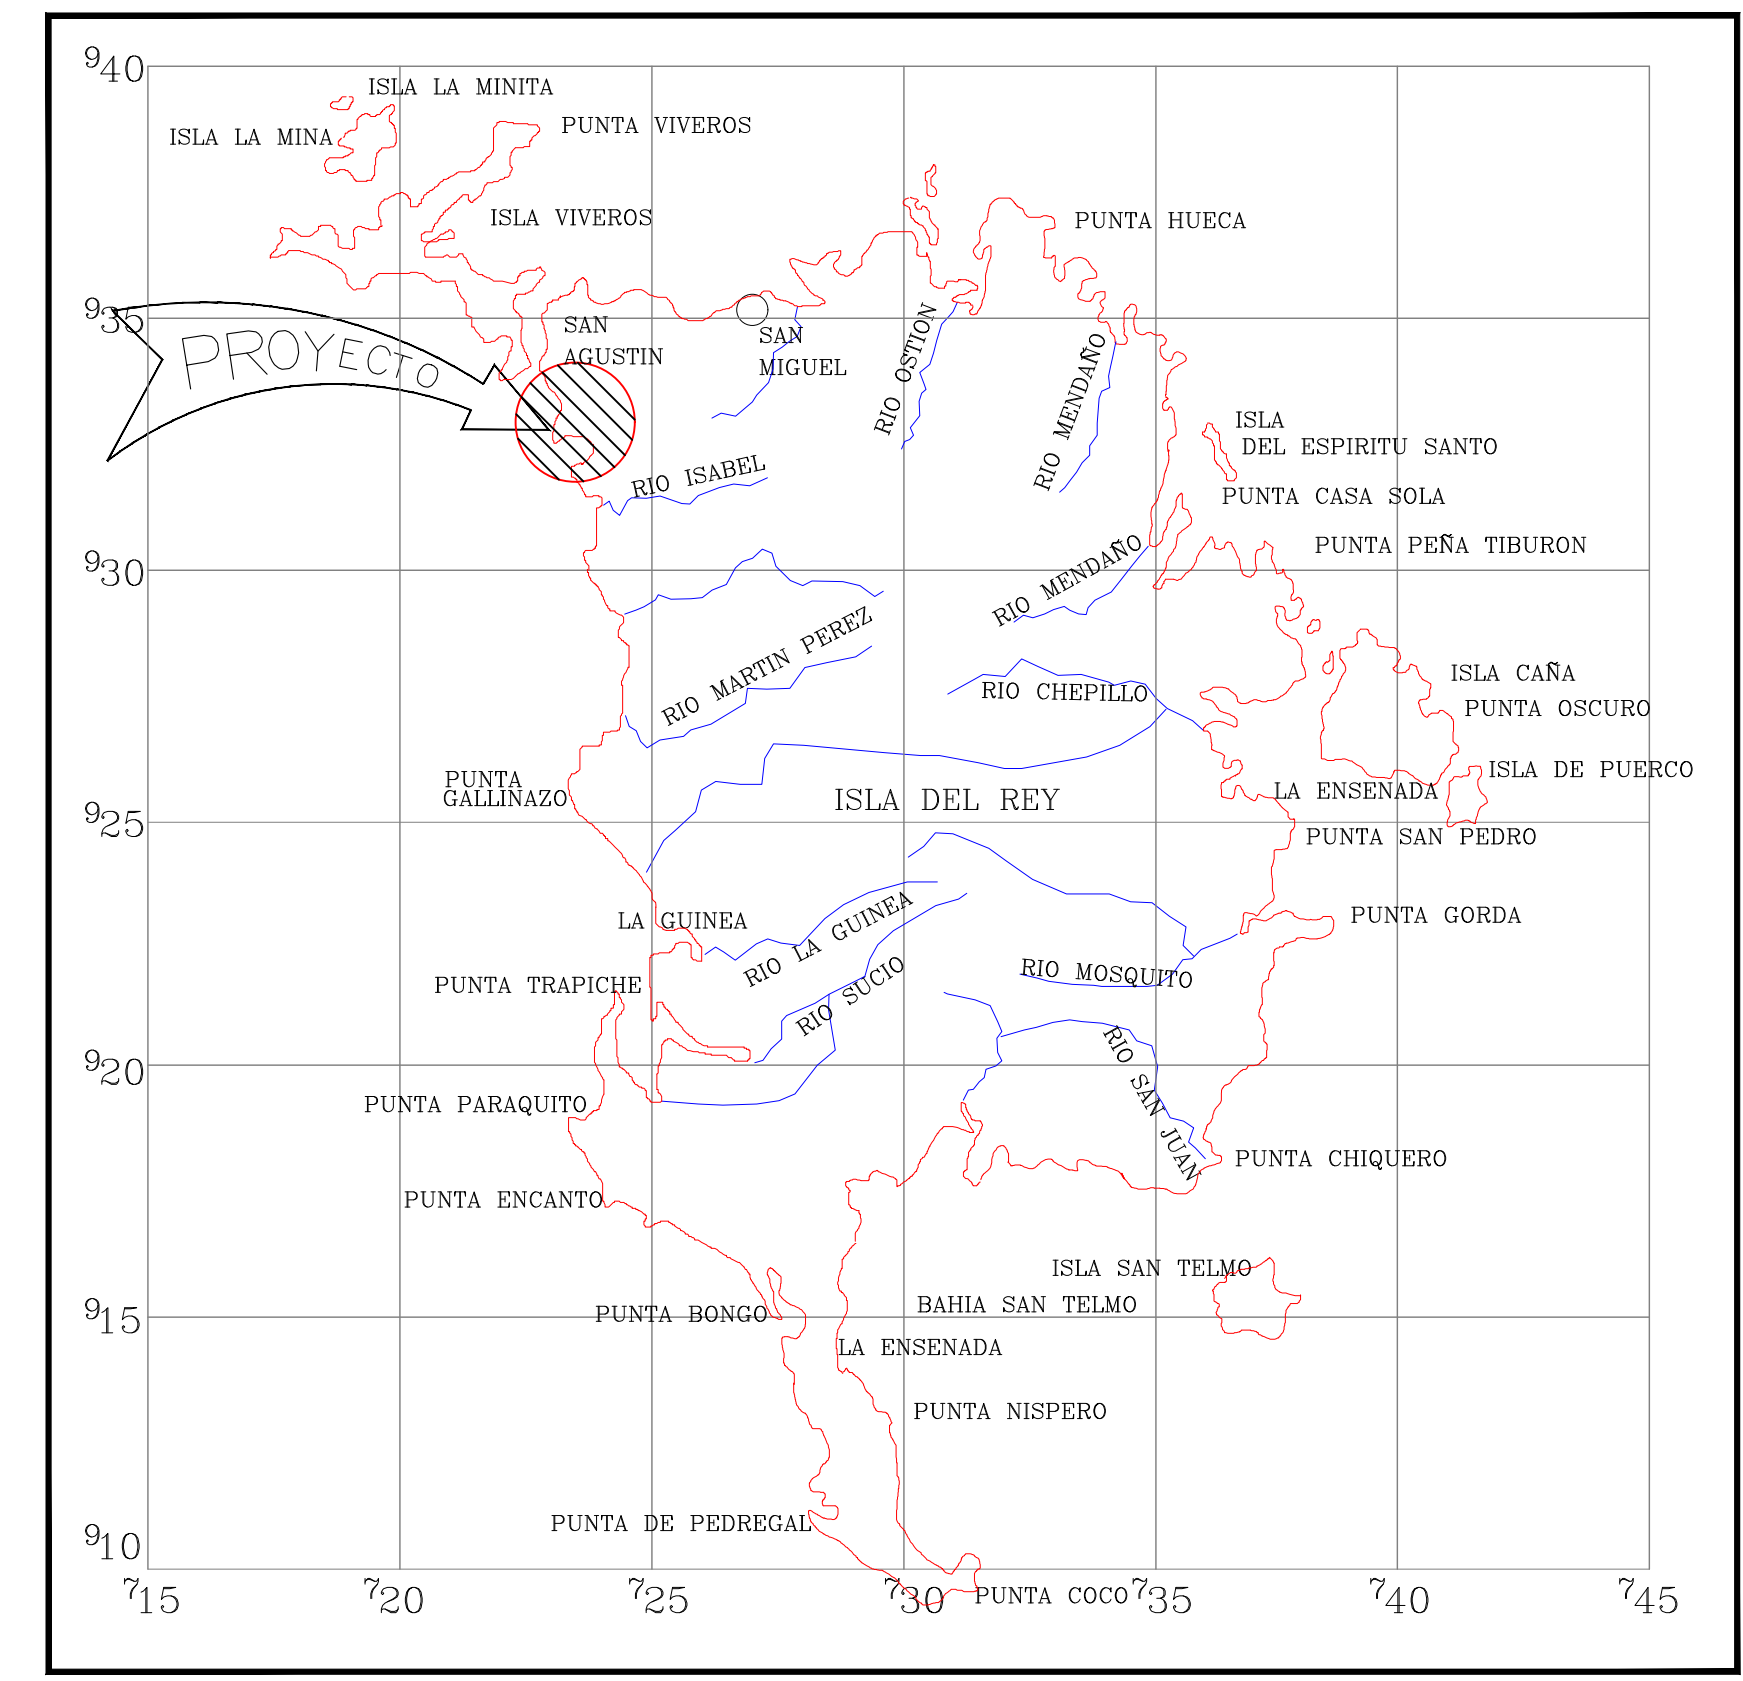 940
ISLA LA MINITA
ISLA LA MINA
PUNTA VIVEROS
ISLA VIVEROS
PUNTA HUECA
935
PROYECTO
SAN
AGUSTIN
SAN
MIGUEL
RIO OSTION
RIO MENDAÑO
ISLA
DEL ESPIRITU SANTO
RIO ISABEL
PUNTA CASA SOLA
PUNTA PEÑA TIBURON
930
RIO MENDAÑO
RIO MARTIN PEREZ
RIO CHEPILLO
ISLA CAÑA
PUNTA OSCURO
ISLA DE PUERCO
PUNTA
GALLINAZO
ISLA DEL REY
LA ENSENADA
925
PUNTA SAN PEDRO
LA GUINEA
RIO LA GUINEA
PUNTA GORDA
PUNTA TRAPICHE
RIO SUCIO
RIO MOSQUITO
920
RIO SAN JUAN
PUNTA PARAQUITO
PUNTA CHIQUERO
PUNTA ENCANTO
ISLA SAN TELMO
BAHIA SAN TELMO
915
PUNTA BONGO
LA ENSENADA
PUNTA NISPERO
PUNTA DE PEDREGAL
910
PUNTA COCO
715 720 725 730 735 740 745